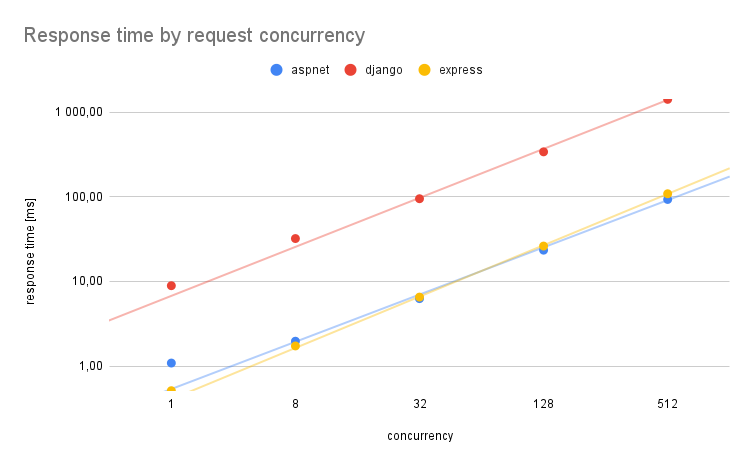 Response time by request concurrency
aspnet django express
response time [ms]
1 000,00
100,00
10,00
1,00
1 8 32 128 512
concurrency